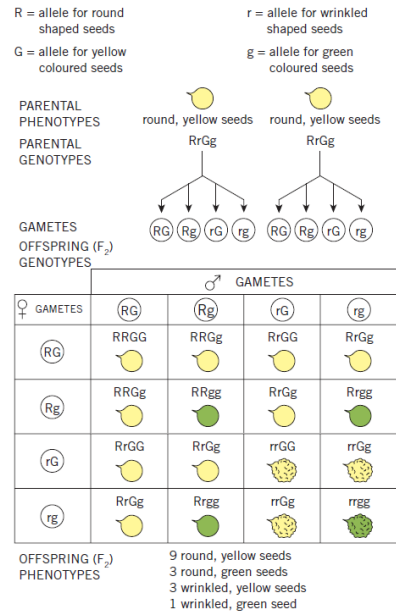 R = allele for round
shaped seeds
r = allele for wrinkled
shaped seeds
G = allele for yellow
coloured seeds
g = allele for green
coloured seeds
PARENTAL
PHENOTYPES
round, yellow seeds
round, yellow seeds
PARENTAL
GENOTYPES
RrGg
RrGg
GAMETES
RG Rg rG rg RG Rg rG rg
OFFSPRING (F₂)
GENOTYPES
♂ GAMETES
♀ GAMETES RG Rg rG rg
RG RRGG RRGg RrGG RrGg
Rg RRGg RRgg RrGg Rrgg
rG RrGG RrGg rrGG rrGg
rg RrGg Rrgg rrGg rrgg
OFFSPRING (F₂)
PHENOTYPES
9 round, yellow seeds
3 round, green seeds
3 wrinkled, yellow seeds
1 wrinkled, green seed